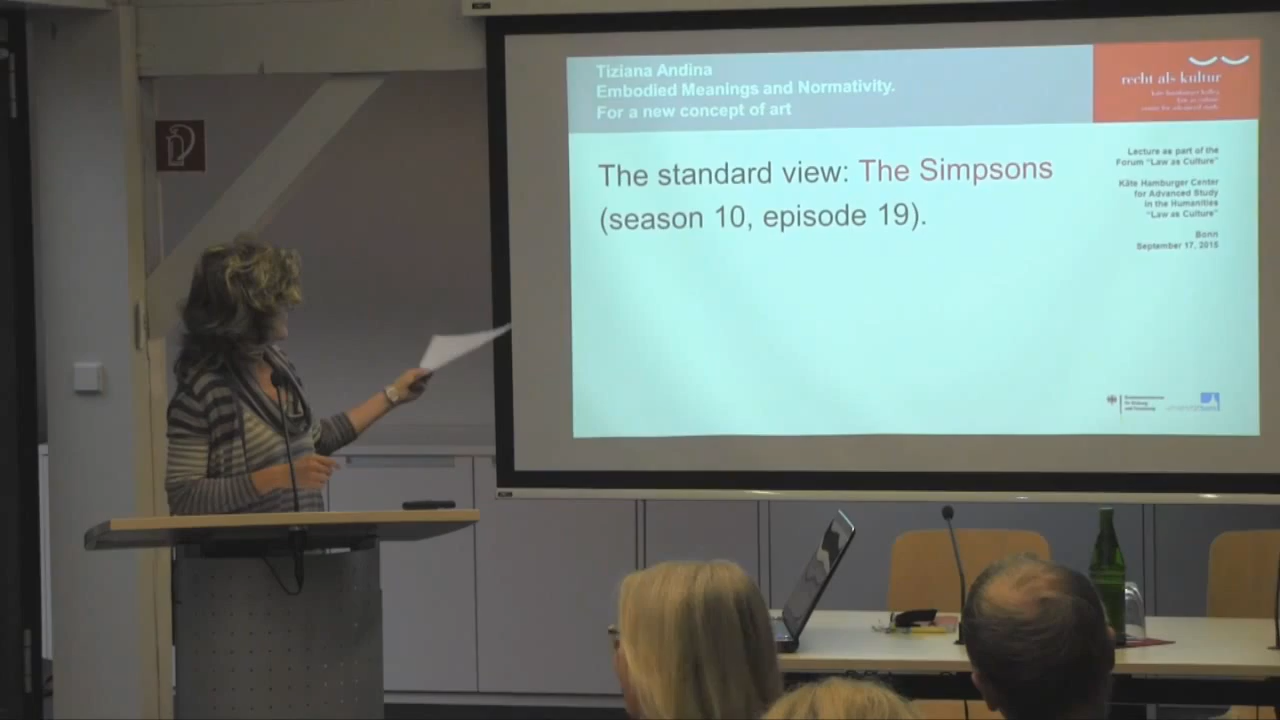 Tiziana Andina
Embodied Meanings and Normativity.
For a new concept of art
recht als kultur
The standard view: The Simpsons
(season 10, episode 19).
Lecture as part of the
Forum "Law as Culture"
Käte Hamburger Center
for Advanced Study
in the Humanities
"Law as Culture"
Bonn
September 17, 2015